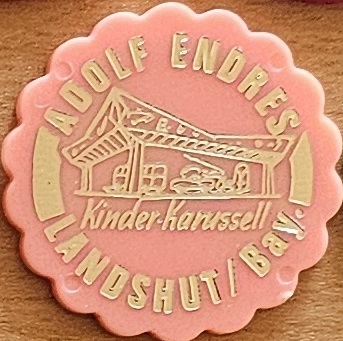 ADOLF ENDRES
Kinder-Karussell
LANDSHUT/Bay.